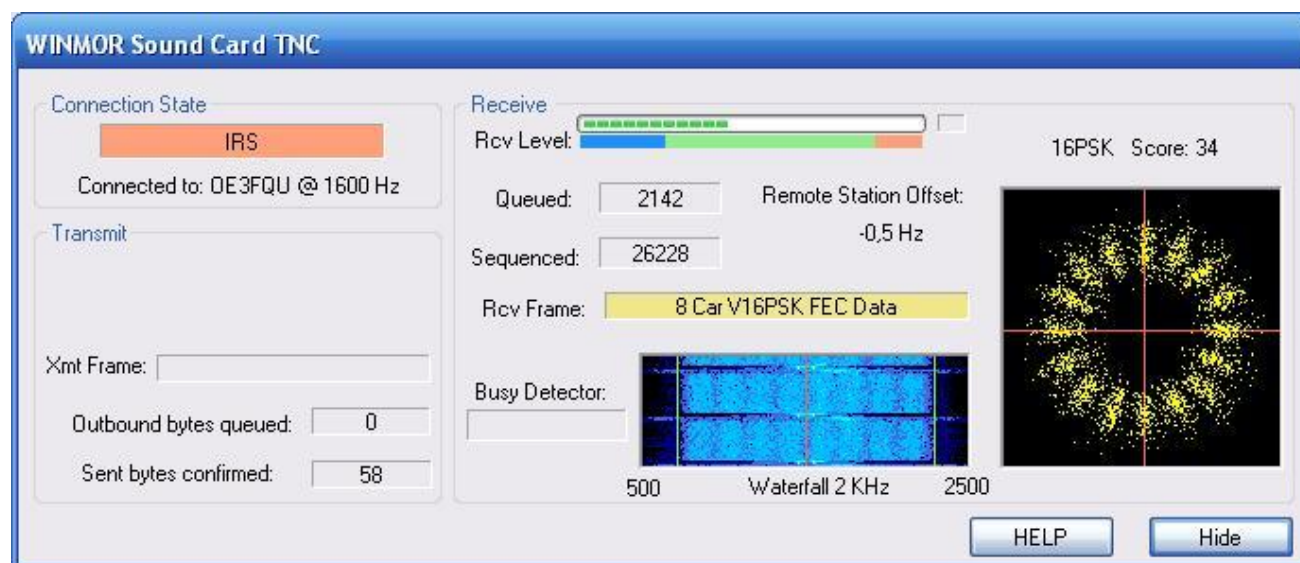 WINMOR Sound Card TNC
Connection State
IRS
Connected to: OE3FQU @ 1600 Hz
Transmit
Xmt Frame:
Outbound bytes queued: 0
Sent bytes confirmed: 58
Receive
Rcv Level:
Queued: 2142
Sequenced: 26228
Remote Station Offset:
-0,5 Hz
Rcv Frame: 8 Car V16PSK FEC Data
Busy Detector:
500 Waterfall 2 KHz 2500
16PSK Score: 34
HELP Hide